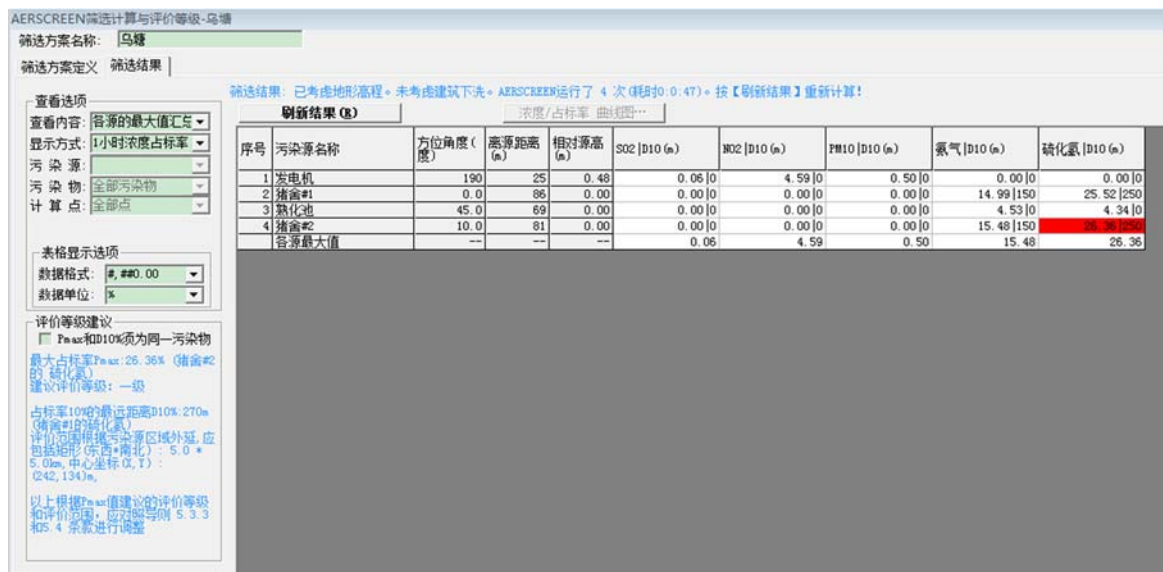 AERSCREEN筛选计算与评价等级-乌塘
筛选方案名称: 乌塘
筛选方案定义 筛选结果
筛选结果: 已考虑地形高程。未考虑建筑下洗。AERSCREEN运行了 4 次(耗时0:0:47)。按【刷新结果】重新计算!
查看选项
查看内容: 各源的最大值汇总
显示方式: 1小时浓度占标率
污 染 源:
污 染 物: 全部污染物
计 算 点: 全部点
表格显示选项
数据格式: #,##0.00
数据单位: %
评价等级建议
Pmax和D10%须为同一污染物
最大占标率Pmax:26.36% (猪舍#2
的 硫化氢)
建议评价等级: 一级
占标率10%的最远距离D10%:270m
(猪舍#1的硫化氢)
评价范围根据污染源区域外延,应
包括矩形(东西*南北): 5.0 *
5.0km,中心坐标(X,Y):
(242,134)m,
以上根据Pmax值建议的评价等级
和评价范围, 应对照导则 5.3.3
和5.4 条款进行调整
刷新结果(R) 浓度/占标率 曲线图…
序号 污染源名称 方位角度(度) 离源距离(m) 相对源高(m) SO2|D10(m) NO2|D10(m) PM10|D10(m) 氨气|D10(m) 硫化氢|D10(m)
1 发电机 190 25 0.48 0.06|0 4.59|0 0.50|0 0.00|0 0.00|0
2 猪舍#1 0.0 86 0.00 0.00|0 0.00|0 0.00|0 14.99|150 25.52|250
3 熟化池 45.0 69 0.00 0.00|0 0.00|0 0.00|0 4.53|0 4.34|0
4 猪舍#2 10.0 81 0.00 0.00|0 0.00|0 0.00|0 15.48|150 26.36|250
各源最大值 -- -- -- 0.06 4.59 0.50 15.48 26.36